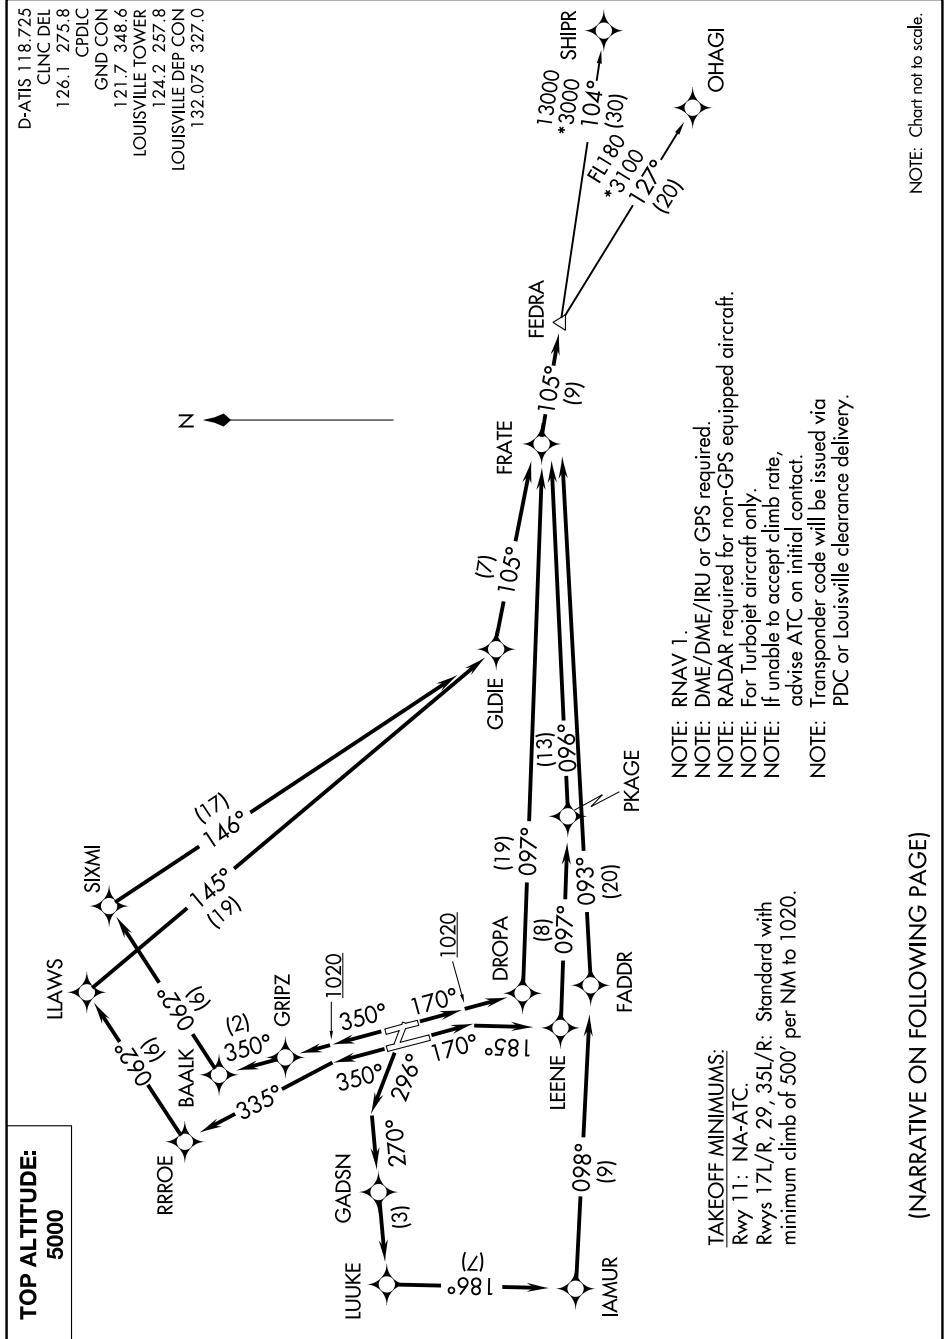 TOP ALTITUDE:
5000
D-ATIS 118.725
CLNC DEL
126.1 275.8
CPDLC
GND CON
121.7 348.6
LOUISVILLE TOWER
124.2 257.8
LOUISVILLE DEP CON
132.075 327.0
N
LLAWS
SIXMI
RRROE
BAALK
GRIPZ
062°
(6)
062°
(6)
145°
(19)
146°
(17)
(2)
350°
335°
1020
350°
350°
296°
270°
GADSN
(3)
LUUKE
186°
(7)
IAMUR
098°
(9)
170°
170°
185°
1020
DROPA
LEENE
FADDR
(19)
097°
(8)
097°
093°
(20)
PKAGE
(13)
096°
GLDIE
(7)
105°
FRATE
105°
(9)
FEDRA
13000
*3000
104°
(30)
SHIPR
FL180
*3100
127°
(20)
OHAGI
TAKEOFF MINIMUMS:
Rwy 11: NA-ATC.
Rwys 17L/R, 29, 35L/R: Standard with
minimum climb of 500' per NM to 1020.
NOTE: RNAV 1.
NOTE: DME/DME/IRU or GPS required.
NOTE: RADAR required for non-GPS equipped aircraft.
NOTE: For Turbojet aircraft only.
NOTE: If unable to accept climb rate,
advise ATC on initial contact.
NOTE: Transponder code will be issued via
PDC or Louisville clearance delivery.
(NARRATIVE ON FOLLOWING PAGE)
NOTE: Chart not to scale.